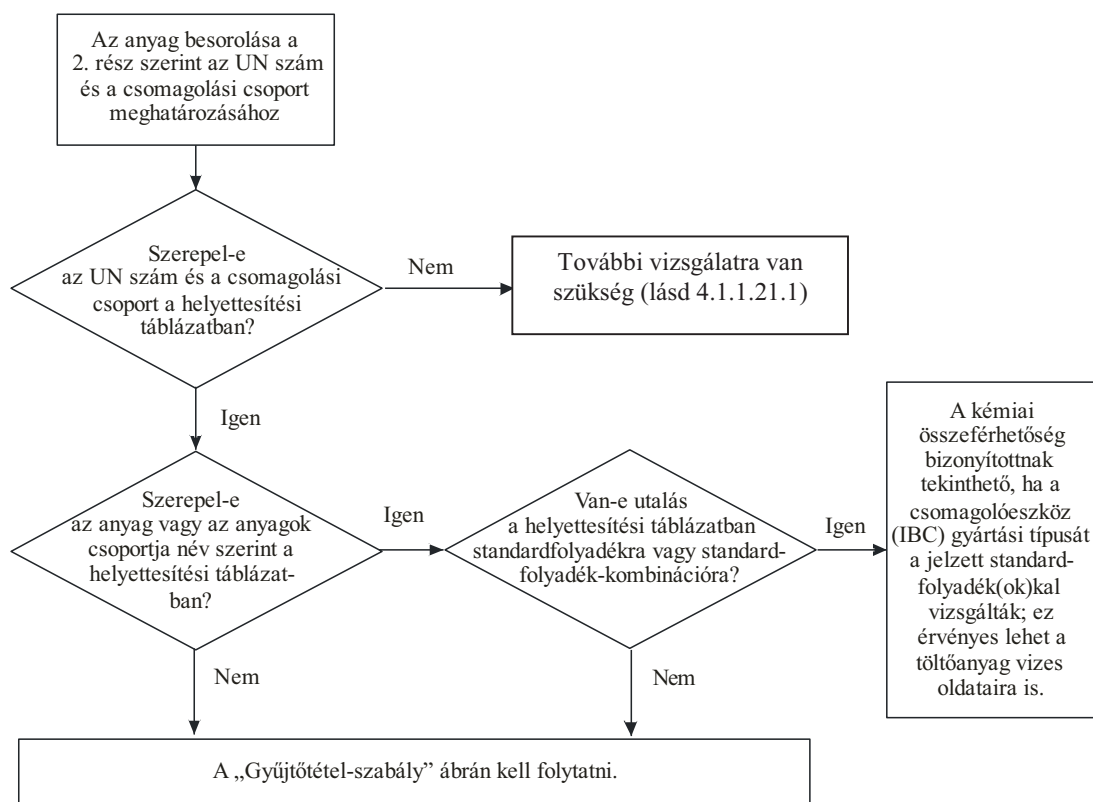 Az anyag besorolása a
2. rész szerint az UN szám
és a csomagolási csoport
meghatározásához
Szerepel-e
az UN szám és a csomagolási
csoport a helyettesítési
táblázatban?
Nem
További vizsgálatra van
szükség (lásd 4.1.1.21.1)
Igen
Szerepel-e
az anyag vagy az anyagok
csoportja név szerint a
helyettesítési táblázat-
ban?
Igen
Van-e utalás
a helyettesítési táblázatban
standardfolyadékra vagy standard-
folyadék-kombinációra?
Igen
A kémiai
összeférhetőség
bizonyítottnak
tekinthető, ha a
csomagolóeszköz
(IBC) gyártási típusát
a jelzett standard-
folyadék(ok)kal
vizsgálták; ez
érvényes lehet a
töltőanyag vizes
oldataira is.
Nem
Nem
A „Gyűjtőtétel-szabály” ábrán kell folytatni.